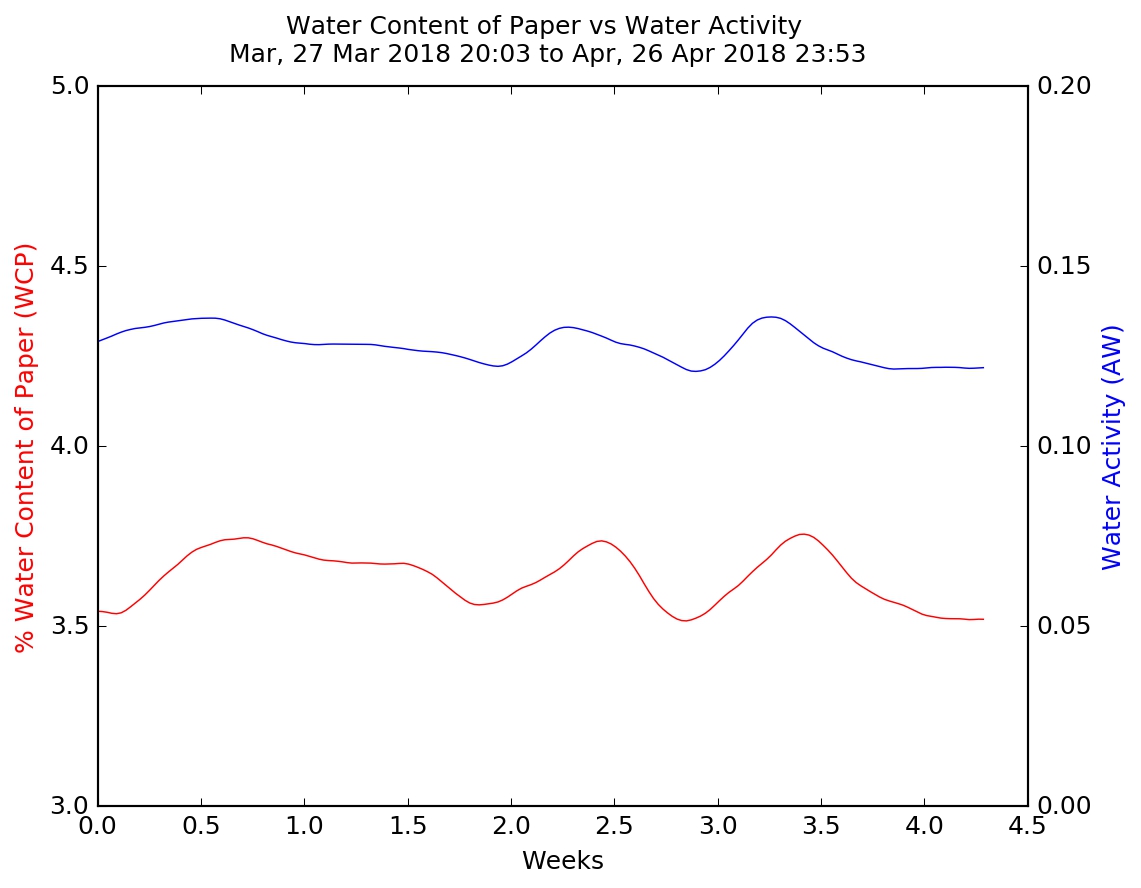 Water Content of Paper vs Water Activity
Mar, 27 Mar 2018 20:03 to Apr, 26 Apr 2018 23:53
% Water Content of Paper (WCP)
5.0
4.5
4.0
3.5
3.0
0.20
0.15
0.10
0.05
0.00
Water Activity (AW)
0.0 0.5 1.0 1.5 2.0 2.5 3.0 3.5 4.0 4.5
Weeks